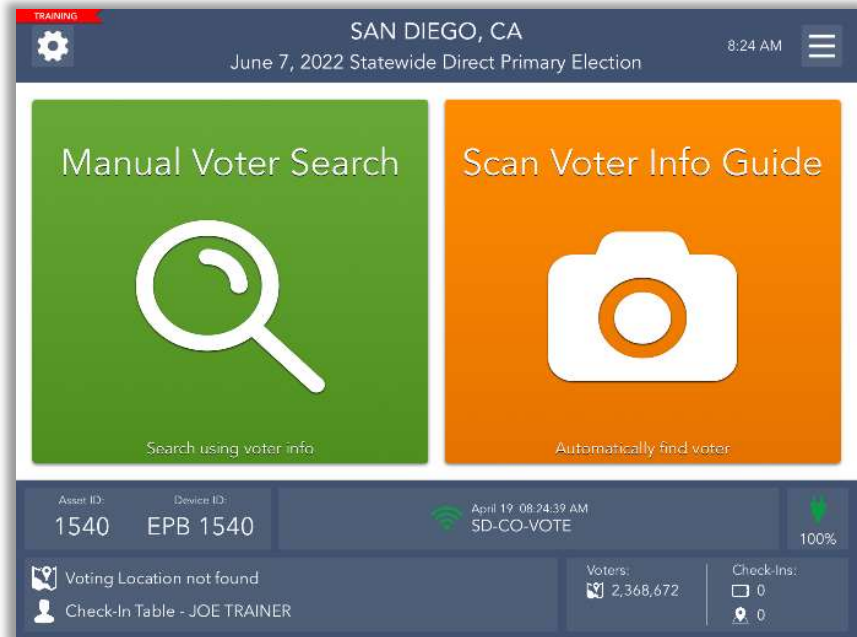 TRAINING
SAN DIEGO, CA
June 7, 2022 Statewide Direct Primary Election
8:24 AM
Manual Voter Search
Scan Voter Info Guide
Search using voter info
Automatically find voter
Asset ID:
1540
Device ID:
EPB 1540
April 19 08:24:39 AM
SD-CO-VOTE
100%
Voting Location not found
Check-In Table - JOE TRAINER
Voters:
2,368,672
Check-Ins:
0
0